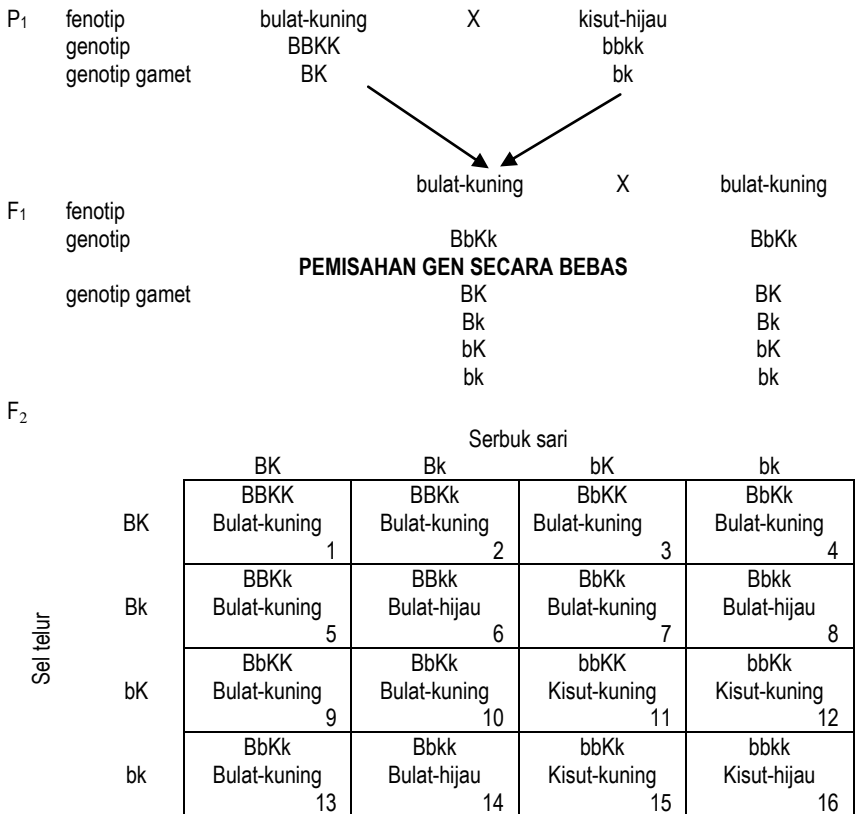 P1 fenotip bulat-kuning X kisut-hijau
genotip BBKK bbkk
genotip gamet BK bk
bulat-kuning X bulat-kuning
F1 fenotip
genotip BbKk BbKk
PEMISAHAN GEN SECARA BEBAS
genotip gamet BK BK
Bk Bk
bK bK
bk bk
F2
Serbuk sari
BK Bk bK bk
BBKK BBKk BbKK BbKk
BK Bulat-kuning Bulat-kuning Bulat-kuning Bulat-kuning
1 2 3 4
BBKk BBkk BbKk Bbkk
Bk Bulat-kuning Bulat-hijau Bulat-kuning Bulat-hijau
5 6 7 8
Sel telur
BbKK BbKk bbKK bbKk
bK Bulat-kuning Bulat-kuning Kisut-kuning Kisut-kuning
9 10 11 12
BbKk Bbkk bbKk bbkk
bk Bulat-kuning Bulat-hijau Kisut-kuning Kisut-hijau
13 14 15 16